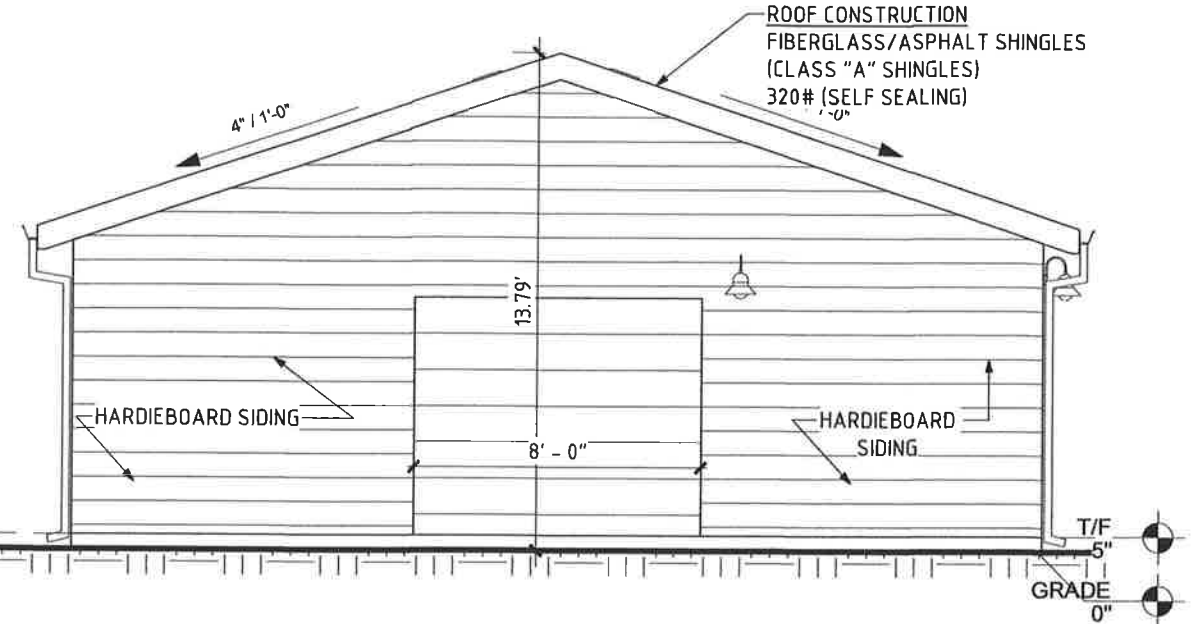 ROOF CONSTRUCTION
FIBERGLASS/ASPHALT SHINGLES
(CLASS "A" SHINGLES)
320# (SELF SEALING)
4" / 1'-0"
13.79'
HARDIEBOARD SIDING
8' - 0"
HARDIEBOARD
SIDING
T/F
5"
GRADE
0"